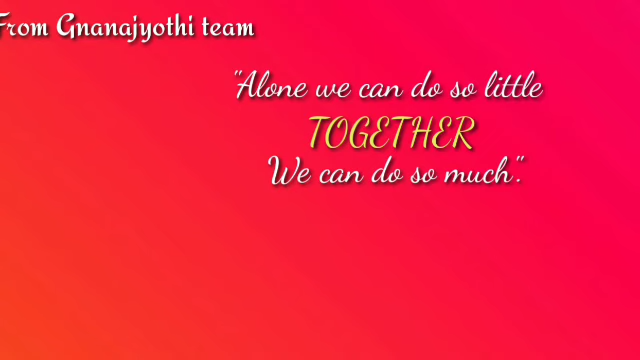 From Gnanajyothi team
"Alone we can do so little
TOGETHER
We can do so much".